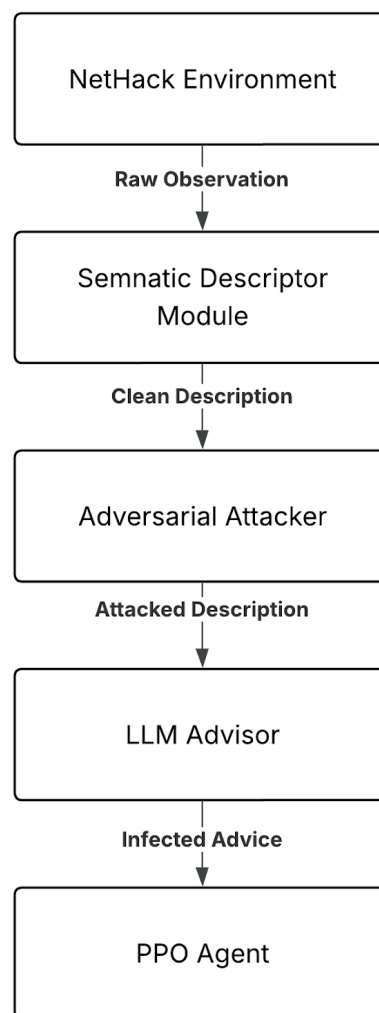 NetHack Environment
Raw Observation
Semnatic Descriptor
Module
Clean Description
Adversarial Attacker
Attacked Description
LLM Advisor
Infected Advice
PPO Agent